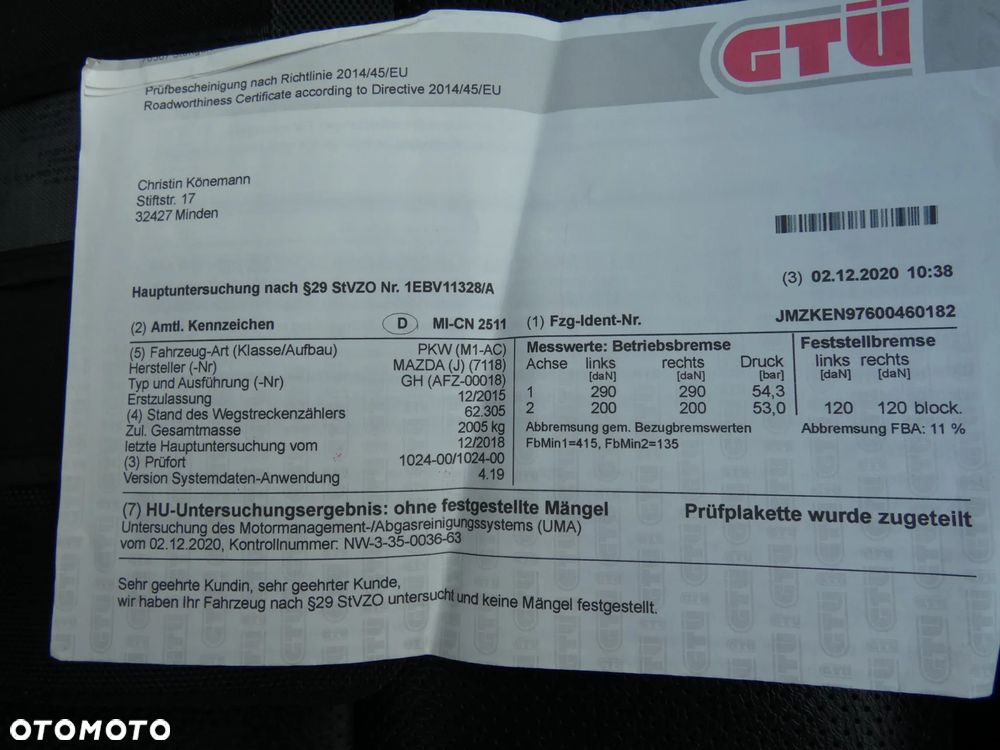 GTÜ
Prüfbescheinigung nach Richtlinie 2014/45/EU
Roadworthiness Certificate according to Directive 2014/45/EU
Christin Könemann
Stiftstr. 17
32427 Minden
(3) 02.12.2020 10:38
Hauptuntersuchung nach §29 StVZO Nr. 1EBV11328/A
(2) Amtl. Kennzeichen D MI-CN 2511 (1) Fzg-Ident-Nr. JMZKEN97600460182
(5) Fahrzeug-Art (Klasse/Aufbau) PKW (M1-AC)
Hersteller (-Nr) MAZDA (J) (7118)
Typ und Ausführung (-Nr) GH (AFZ-00018)
Erstzulassung 12/2015
(4) Stand des Wegstreckenzählers 62.305
Zul. Gesamtmasse 2005 kg
letzte Hauptuntersuchung vom 12/2018
(3) Prüfort 1024-00/1024-00
Version Systemdaten-Anwendung 4.19
Messwerte: Betriebsbremse
Achse links rechts Druck
[daN] [daN] [bar]
1 290 290 54,3
2 200 200 53,0
Abbremsung gem. Bezugbremswerten
FbMin1=415, FbMin2=135
Feststellbremse
links rechts
[daN] [daN]
120 120 block.
Abbremsung FBA: 11 %
(7) HU-Untersuchungsergebnis: ohne festgestellte Mängel Prüfplakette wurde zugeteilt
Untersuchung des Motormanagement-/Abgasreinigungssystems (UMA)
vom 02.12.2020, Kontrollnummer: NW-3-35-0036-63
Sehr geehrte Kundin, sehr geehrter Kunde,
wir haben Ihr Fahrzeug nach §29 StVZO untersucht und keine Mängel festgestellt.
OTOMOTO